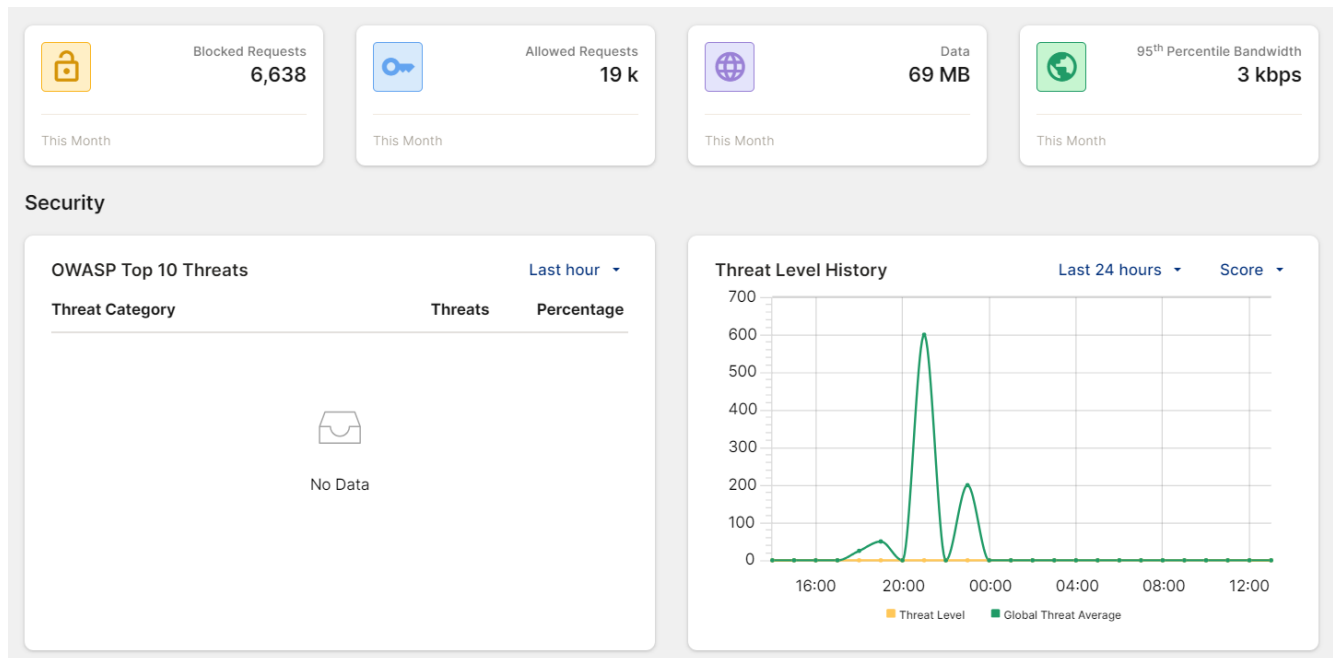 Blocked Requests
6,638
This Month
Allowed Requests
19 k
This Month
Data
69 MB
This Month
95th Percentile Bandwidth
3 kbps
This Month
Security
OWASP Top 10 Threats
Last hour
Threat Category Threats Percentage
No Data
Threat Level History
Last 24 hours
Score
700
600
500
400
300
200
100
0
16:00 20:00 00:00 04:00 08:00 12:00
Threat Level Global Threat Average